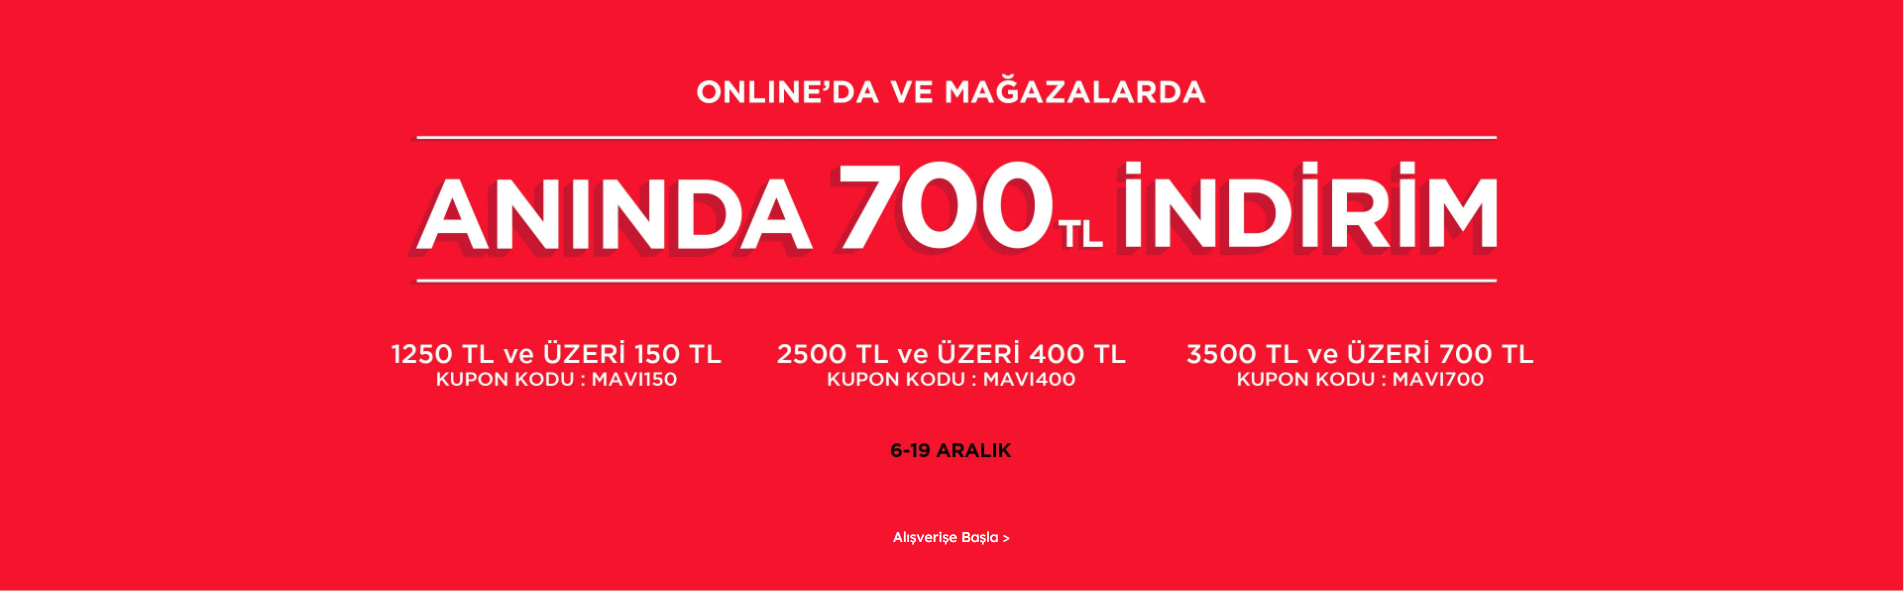 ONLINE’DA VE MAĞAZALARDA
ANINDA 700 TL İNDİRİM
1250 TL ve ÜZERİ 150 TL
KUPON KODU : MAVI150
2500 TL ve ÜZERİ 400 TL
KUPON KODU : MAVI400
3500 TL ve ÜZERİ 700 TL
KUPON KODU : MAVI700
6-19 ARALIK
Alışverişe Başla >